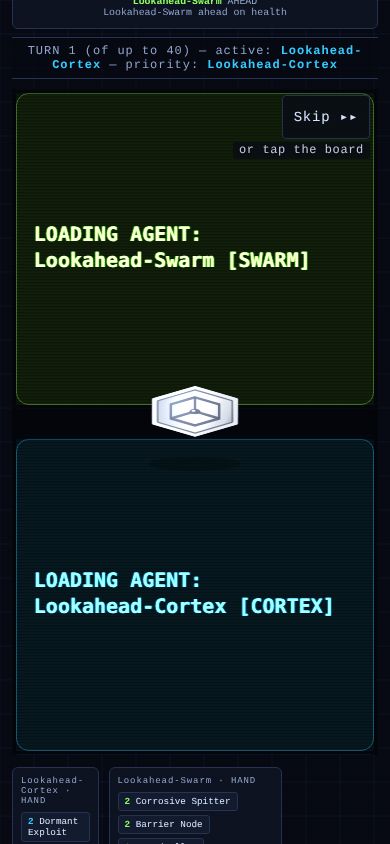 Lookahead-Swarm AHEAD
Lookahead-Swarm ahead on health
TURN 1 (of up to 40) — active: Lookahead-
Cortex — priority: Lookahead-Cortex
Skip ▸▸
or tap the board
LOADING AGENT:
Lookahead-Swarm [SWARM]
LOADING AGENT:
Lookahead-Cortex [CORTEX]
Lookahead-
Cortex ·
HAND
2 Dormant
Exploit
Lookahead-Swarm · HAND
2 Corrosive Spitter
2 Barrier Node